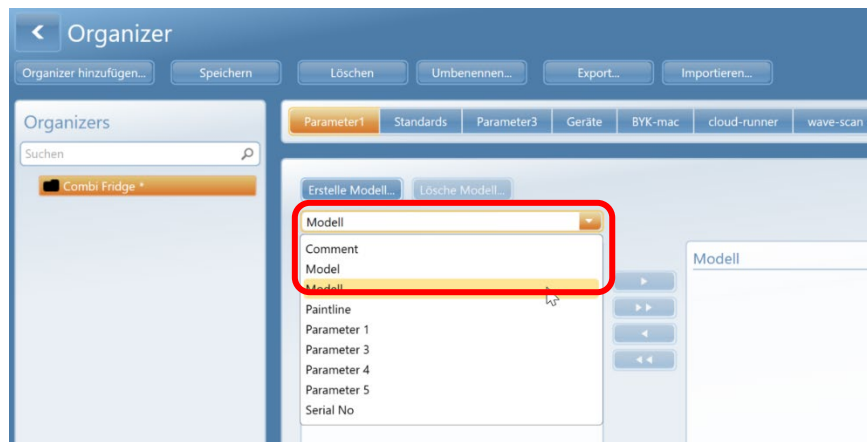 Organizer
Organizer hinzufügen... Speichern Löschen Umbenennen... Export... Importieren...
Organizers
Suchen
Combi Fridge *
Parameter1 Standards Parameter3 Geräte BYK-mac cloud-runner wave-scan
Erstelle Modell... Lösche Modell...
Modell
Comment
Model
Modell
Paintline
Parameter 1
Parameter 3
Parameter 4
Parameter 5
Serial No
Modell